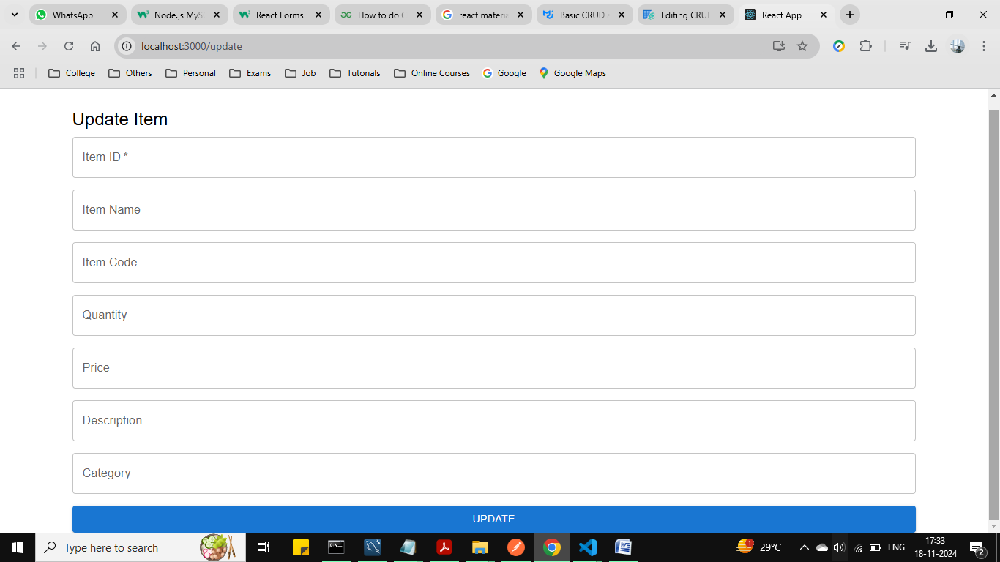 WhatsApp
Node.js MyS
React Forms
How to do C
react materia
Basic CRUD
Editing CRUD
React App
localhost:3000/update
College
Others
Personal
Exams
Job
Tutorials
Online Courses
Google
Google Maps
Update Item
Item ID *
Item Name
Item Code
Quantity
Price
Description
Category
UPDATE
Type here to search
1
29°C
ENG
17:33
18-11-2024
2